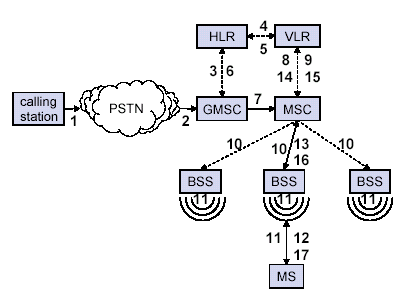 HLR
4
5
VLR
3 6
8 9
14 15
calling
station
1
PSTN
2
GMSC
7
MSC
10
10
13
16
10
BSS
11
BSS
11
BSS
11
11
12
17
MS